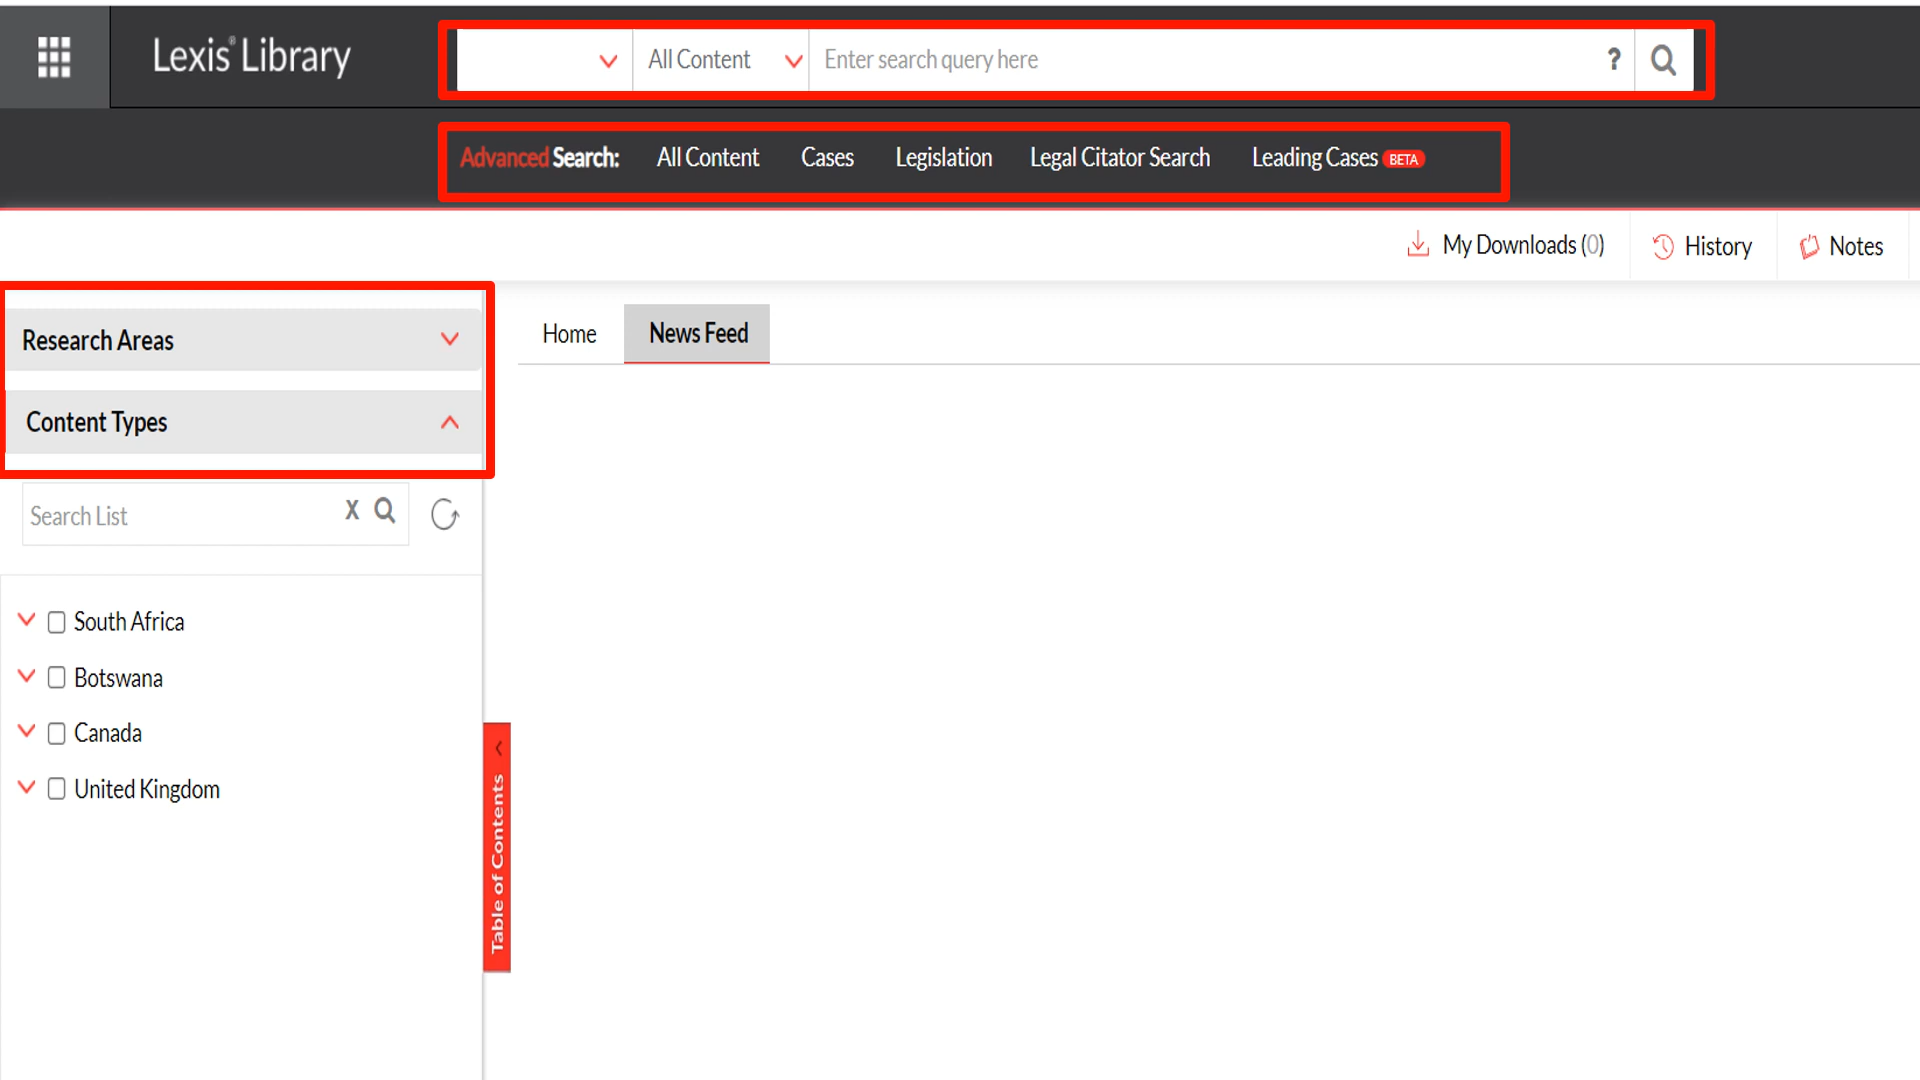 Lexis® Library
All Content
Enter search query here
?
Advanced Search: All Content Cases Legislation Legal Citator Search Leading Cases BETA
My Downloads (0) History Notes
Research Areas
Content Types
Home News Feed
Search List X
South Africa
Botswana
Canada
United Kingdom
Table of Contents